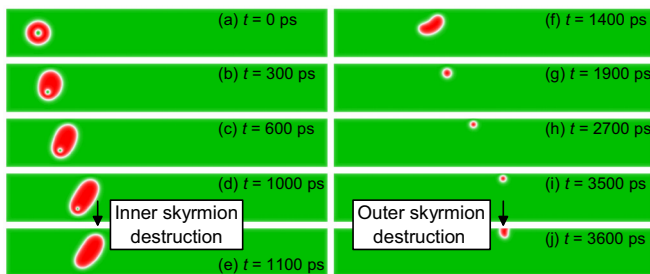 (a) t = 0 ps
(b) t = 300 ps
(c) t = 600 ps
(d) t = 1000 ps
Inner skyrmion
destruction
(e) t = 1100 ps
(f) t = 1400 ps
(g) t = 1900 ps
(h) t = 2700 ps
(i) t = 3500 ps
Outer skyrmion
destruction
(j) t = 3600 ps